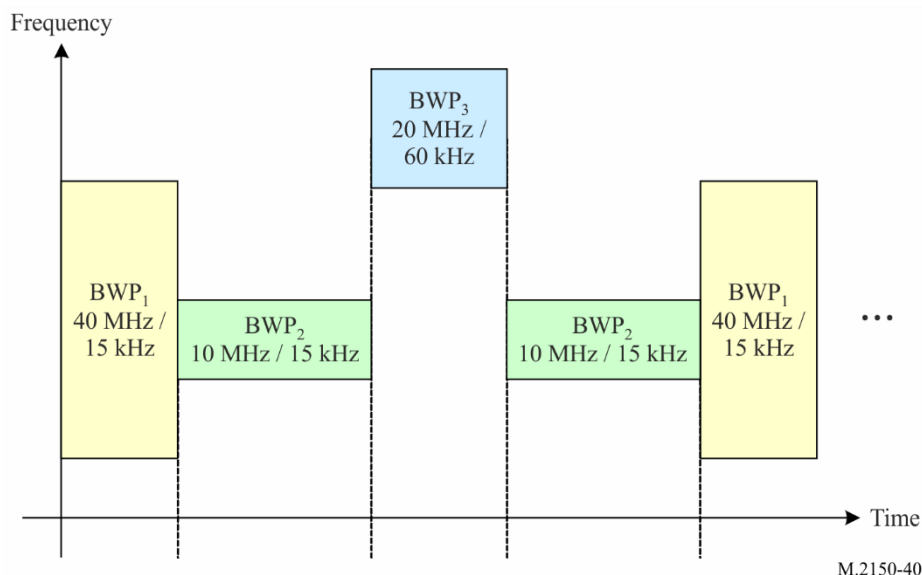 Frequency
BWP₃
20 MHz /
60 kHz
BWP₁
40 MHz /
15 kHz
BWP₂
10 MHz / 15 kHz
BWP₂
10 MHz / 15 kHz
BWP₁
40 MHz /
15 kHz
...
Time
M.2150-40